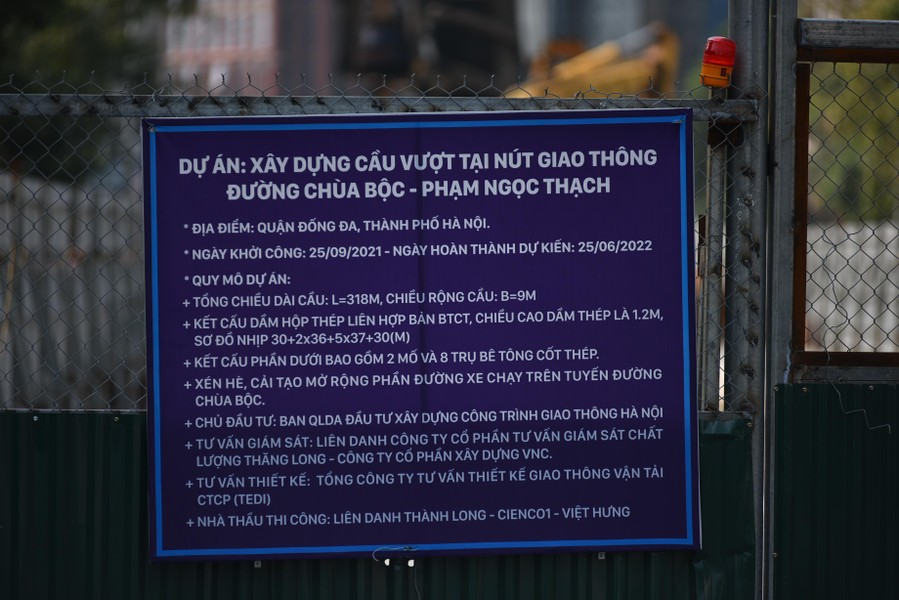 DỰ ÁN: XÂY DỰNG CẦU VƯỢT TẠI NÚT GIAO THÔNG
ĐƯỜNG CHÙA BỘC - PHẠM NGỌC THẠCH
* ĐỊA ĐIỂM: QUẬN ĐỐNG ĐA, THÀNH PHỐ HÀ NỘI.
* NGÀY KHỞI CÔNG: 25/09/2021 - NGÀY HOÀN THÀNH DỰ KIẾN: 25/06/2022
* QUY MÔ DỰ ÁN:
+ TỔNG CHIỀU DÀI CẦU: L=318M, CHIỀU RỘNG CẦU: B=9M
+ KẾT CẤU DẦM HỘP THÉP LIÊN HỢP BẢN BTCT, CHIỀU CAO DẦM THÉP LÀ 1.2M,
SƠ ĐỒ NHỊP 30+2x36+5x37+30(M)
+ KẾT CẤU PHẦN DƯỚI BAO GỒM 2 MỐ VÀ 8 TRỤ BÊ TÔNG CỐT THÉP.
+ XÉN HÈ, CẢI TẠO MỞ RỘNG PHẦN ĐƯỜNG XE CHẠY TRÊN TUYẾN ĐƯỜNG
CHÙA BỘC.
+ CHỦ ĐẦU TƯ: BAN QLDA ĐẦU TƯ XÂY DỰNG CÔNG TRÌNH GIAO THÔNG HÀ NỘI
+ TƯ VẤN GIÁM SÁT: LIÊN DANH CÔNG TY CỔ PHẦN TƯ VẤN GIÁM SÁT CHẤT
LƯỢNG THĂNG LONG - CÔNG TY CỔ PHẦN XÂY DỰNG VNC.
+ TƯ VẤN THIẾT KẾ: TỔNG CÔNG TY TƯ VẤN THIẾT KẾ GIAO THÔNG VẬN TẢI
CTCP (TEDI)
+ NHÀ THẦU THI CÔNG: LIÊN DANH THÀNH LONG - CIENCO1 - VIỆT HƯNG